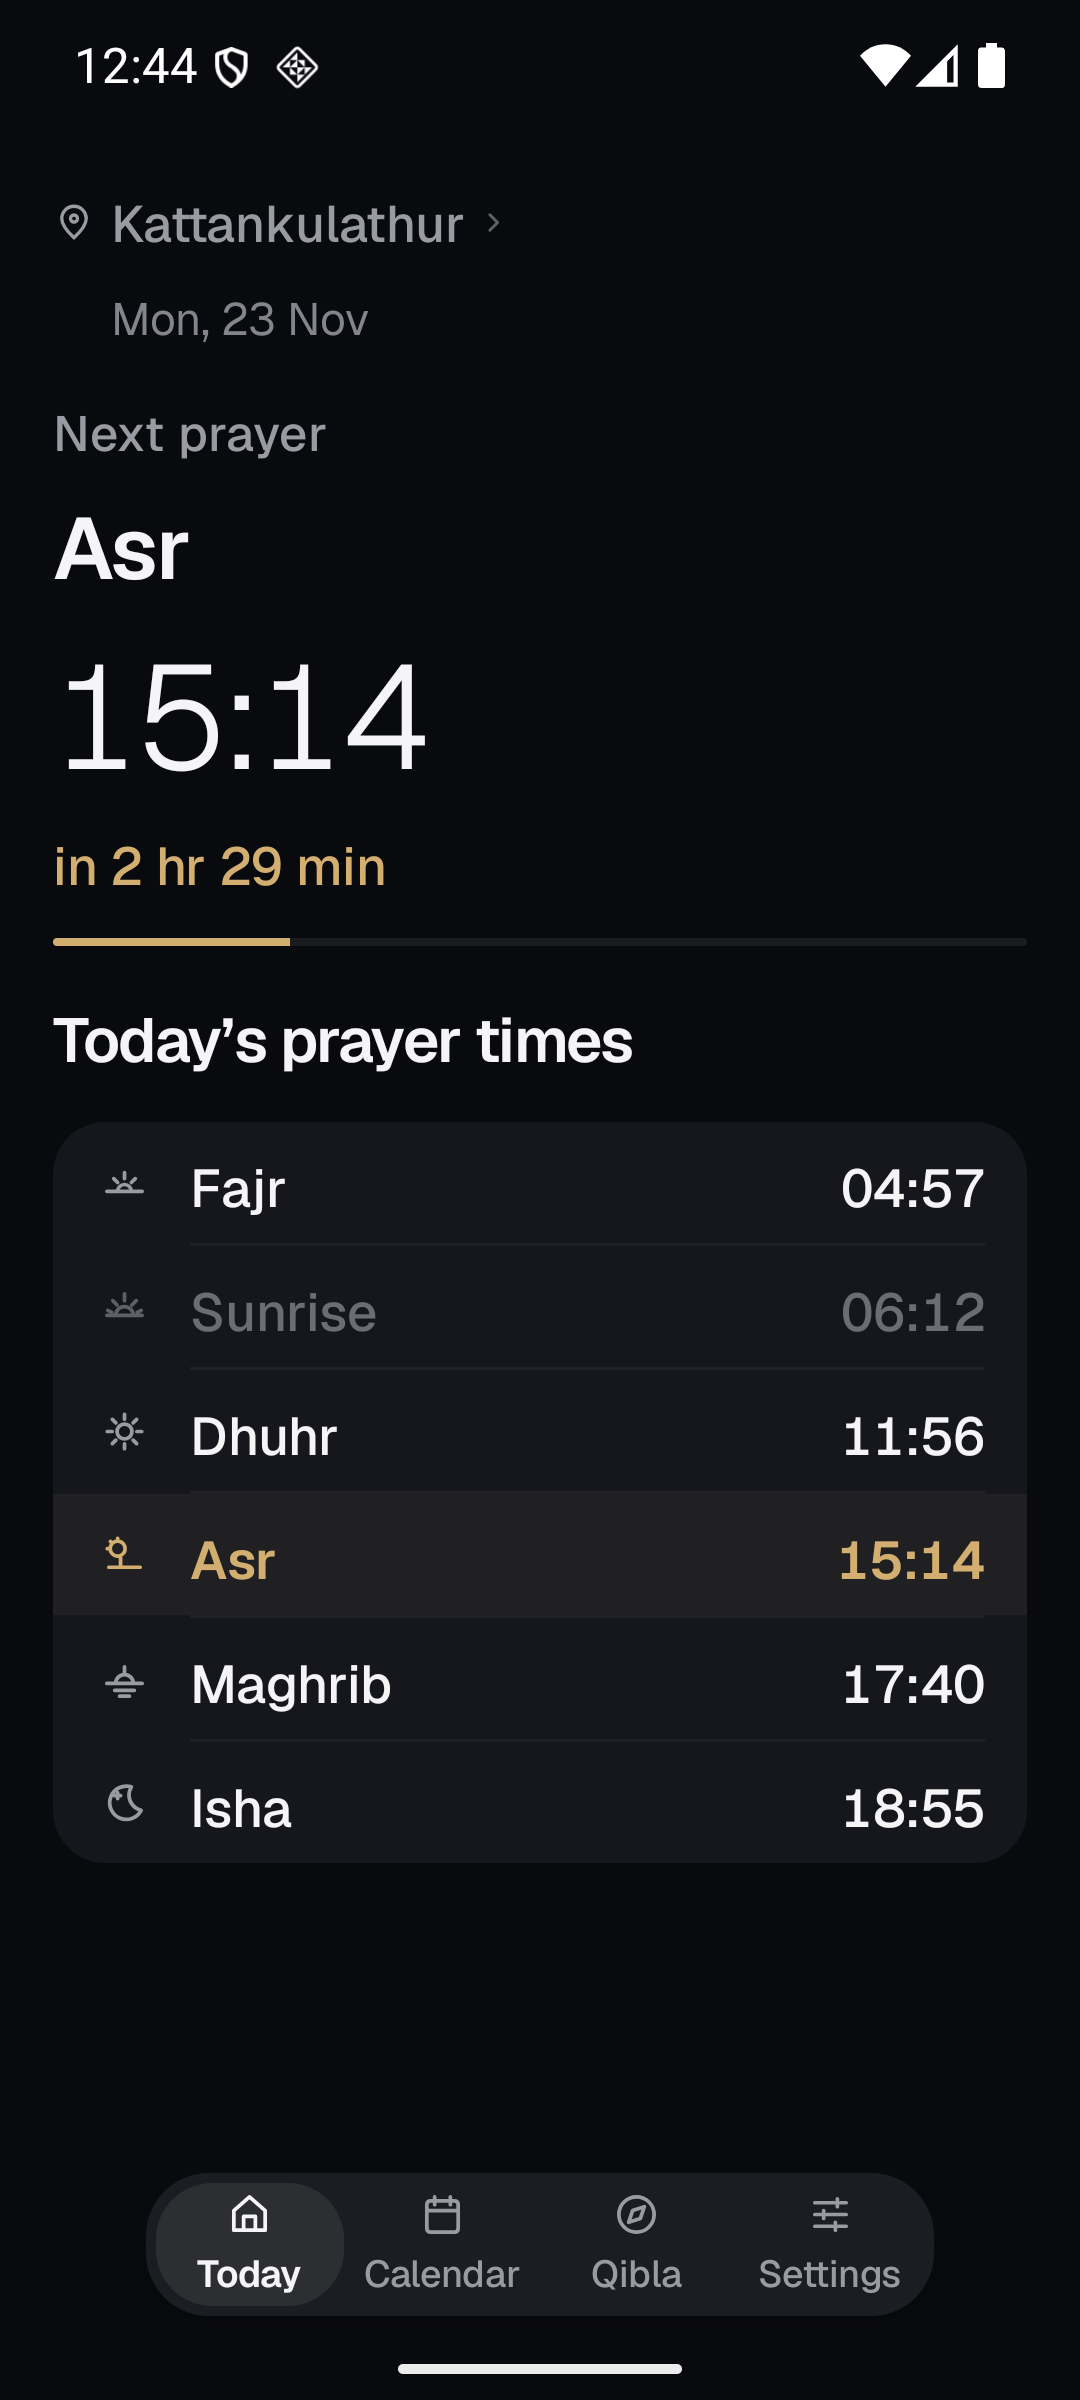 12:44
Kattankulathur
Mon, 23 Nov
Next prayer
Asr
15:14
in 2 hr 29 min
Today’s prayer times
Fajr 04:57
Sunrise 06:12
Dhuhr 11:56
Asr 15:14
Maghrib 17:40
Isha 18:55
Today Calendar Qibla Settings